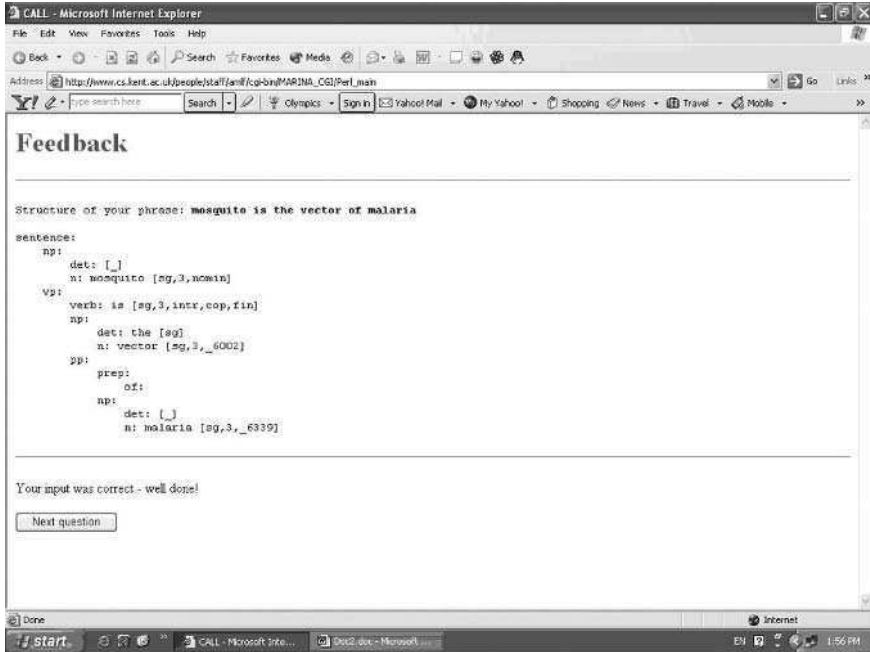 CALL - Microsoft Internet Explorer
File Edit View Favorites Tools Help
Back Search Favorites Media
Address http://www.cs.kent.ac.uk/people/staff/amf/cgi-bin/MARINA_CGI/Perl_main Go Links »
Y! type search here Search Olympics Sign in Yahoo! Mail My Yahoo! Shopping News Travel Mobile »
Feedback
Structure of your phrase: mosquito is the vector of malaria
sentence:
np:
det: [_]
n: mosquito [sg,3,nomin]
vp:
verb: is [sg,3,intr,cop,fin]
np:
det: the [sg]
n: vector [sg,3,_6002]
pp:
prep:
of:
np:
det: [_]
n: malaria [sg,3,_6339]
Your input was correct - well done!
Next question
Done Internet
start » CALL - Microsoft Inte... Doc2.doc - Microsoft ... EN 1:56 PM